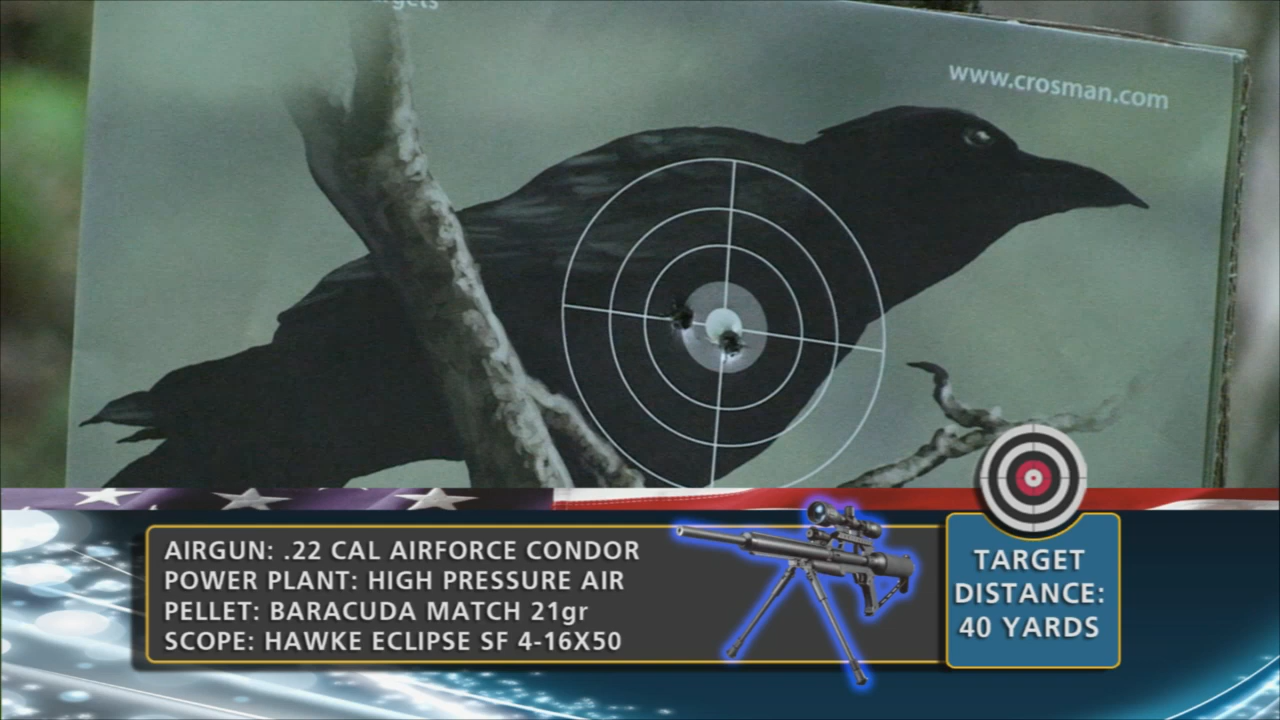 www.crosman.com
AIRGUN: .22 CAL AIRFORCE CONDOR
POWER PLANT: HIGH PRESSURE AIR
PELLET: BARACUDA MATCH 21gr
SCOPE: HAWKE ECLIPSE SF 4-16X50
TARGET
DISTANCE:
40 YARDS